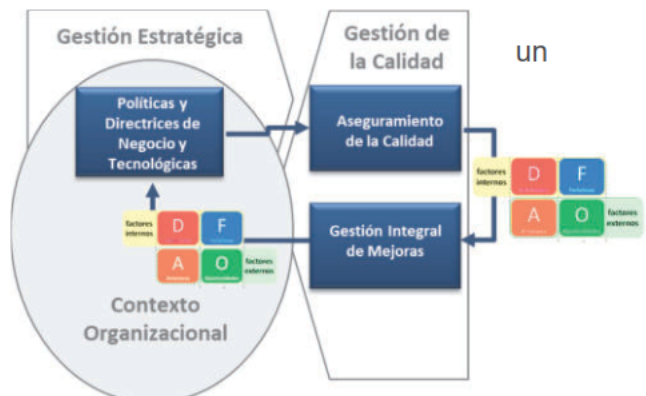 Gestión Estratégica
Gestión de
la Calidad
un
Políticas y
Directrices de
Negocio y
Tecnológicas
Aseguramiento
de la Calidad
factores
internos
D
F
A
O
factores
externos
Gestión Integral
de Mejoras
factores
internos
D
F
A
O
factores
externos
Contexto
Organizacional